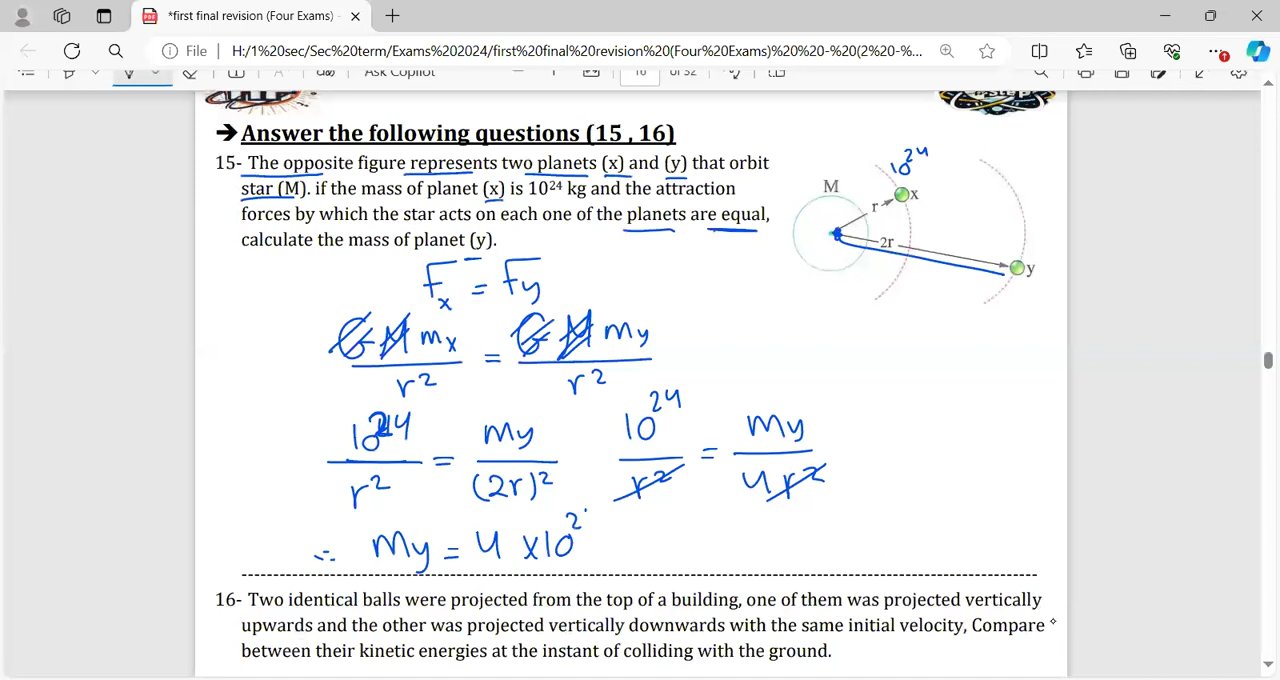 *first final revision (Four Exams) -
File
H:/1%20sec/Sec%20term/Exams%202024/first%20final%20revision%20(Four%20Exams)%20%20-%20(2%20-%...
Ask Copilot
16 of 32
➔ Answer the following questions (15 , 16)
15- The opposite figure represents two planets (x) and (y) that orbit
star (M). if the mass of planet (x) is 10²⁴ kg and the attraction
forces by which the star acts on each one of the planets are equal,
calculate the mass of planet (y).
10²⁴
M
r
x
2r
y
Fx = Fy
G M mx / r² = G M my / r²
10²⁴ / r² = my / (2r)² 10²⁴ / r² = my / 4r²
∴ my = 4 x10²
16- Two identical balls were projected from the top of a building, one of them was projected vertically
upwards and the other was projected vertically downwards with the same initial velocity, Compare
between their kinetic energies at the instant of colliding with the ground.